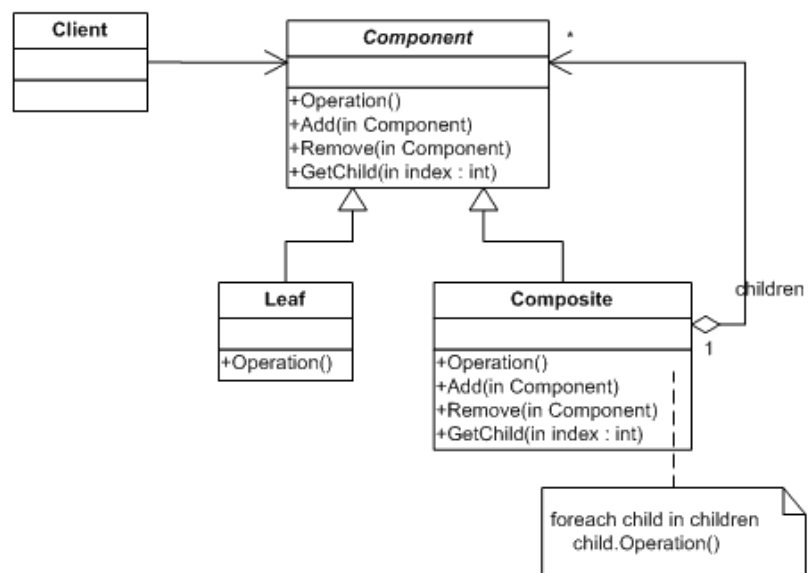 Client
Component
*
+Operation()
+Add(in Component)
+Remove(in Component)
+GetChild(in index : int)
Leaf
+Operation()
Composite
+Operation()
+Add(in Component)
+Remove(in Component)
+GetChild(in index : int)
children
1
foreach child in children
child.Operation()